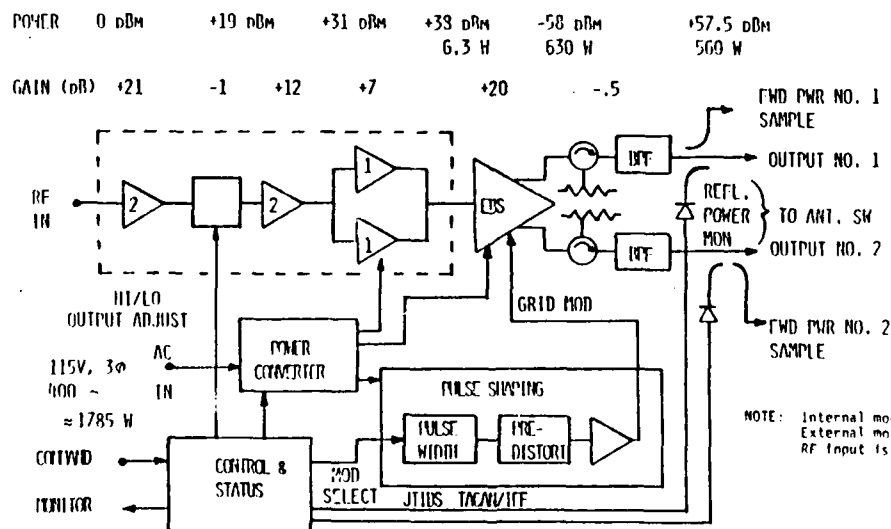 POWER 0 DBM +19 DBM +31 DBM +38 DBM -58 DBM +57.5 DBM
6.3 W 630 W 560 W
GAIN (DB) +21 -1 +12 +7 +20 -.5
FWD PWR NO. 1
SAMPLE
2 2 1 1
RF
IN
EBS
BPF
OUTPUT NO. 1
REFL.
POWER
MON
TO ANT. SW
BPF
OUTPUT NO. 2
HI/LO
OUTPUT ADJUST
GRID MOD
FWD PWR NO. 2
SAMPLE
115V, 3Ø
400 ~
≈1785 W
AC
IN
POWER
CONVERTER
PULSE SHAPING
PULSE
WIDTH
PRE-
DISTORT
NOTE: Internal mo
External mo
RF input is
COMMAND
MONITOR
CONTROL &
STATUS
MOD
SELECT
JTIDS TACAN/IFF